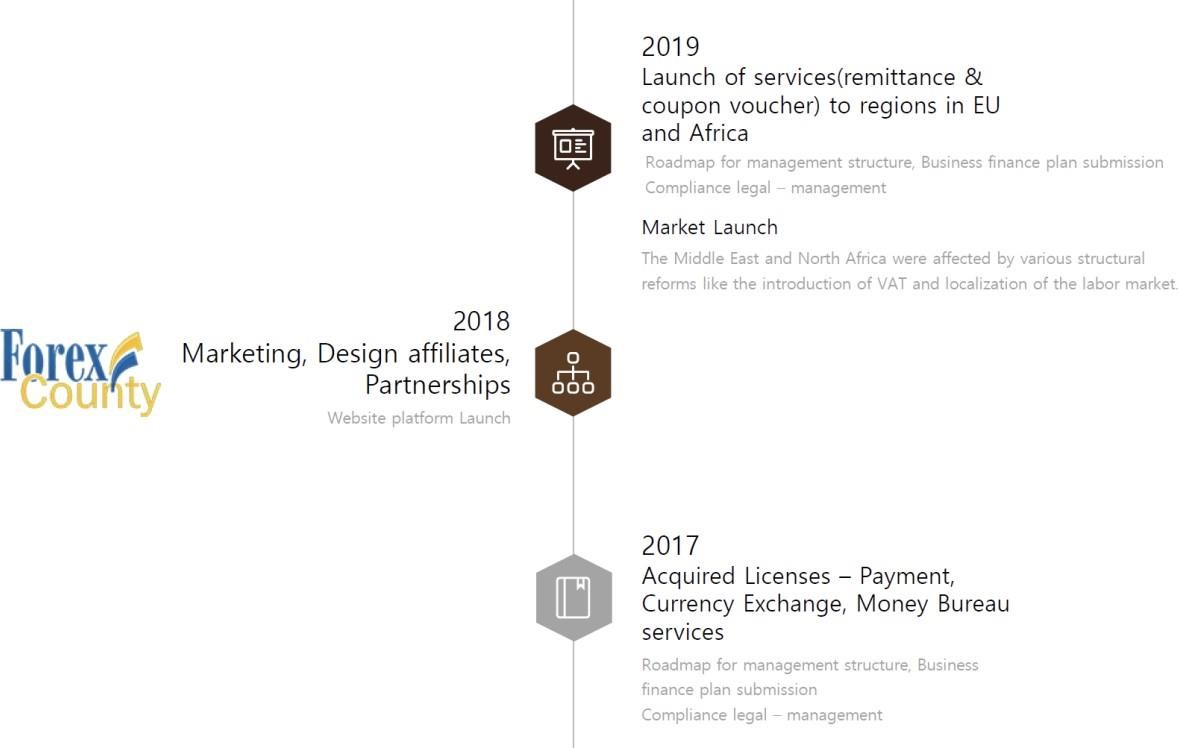 2019
Launch of services(remittance &
coupon voucher) to regions in EU
and Africa
Roadmap for management structure, Business finance plan submission
Compliance legal – management
Market Launch
The Middle East and North Africa were affected by various structural
reforms like the introduction of VAT and localization of the labor market.
Forex
County
2018
Marketing, Design affiliates,
Partnerships
Website platform Launch
2017
Acquired Licenses – Payment,
Currency Exchange, Money Bureau
services
Roadmap for management structure, Business
finance plan submission
Compliance legal – management